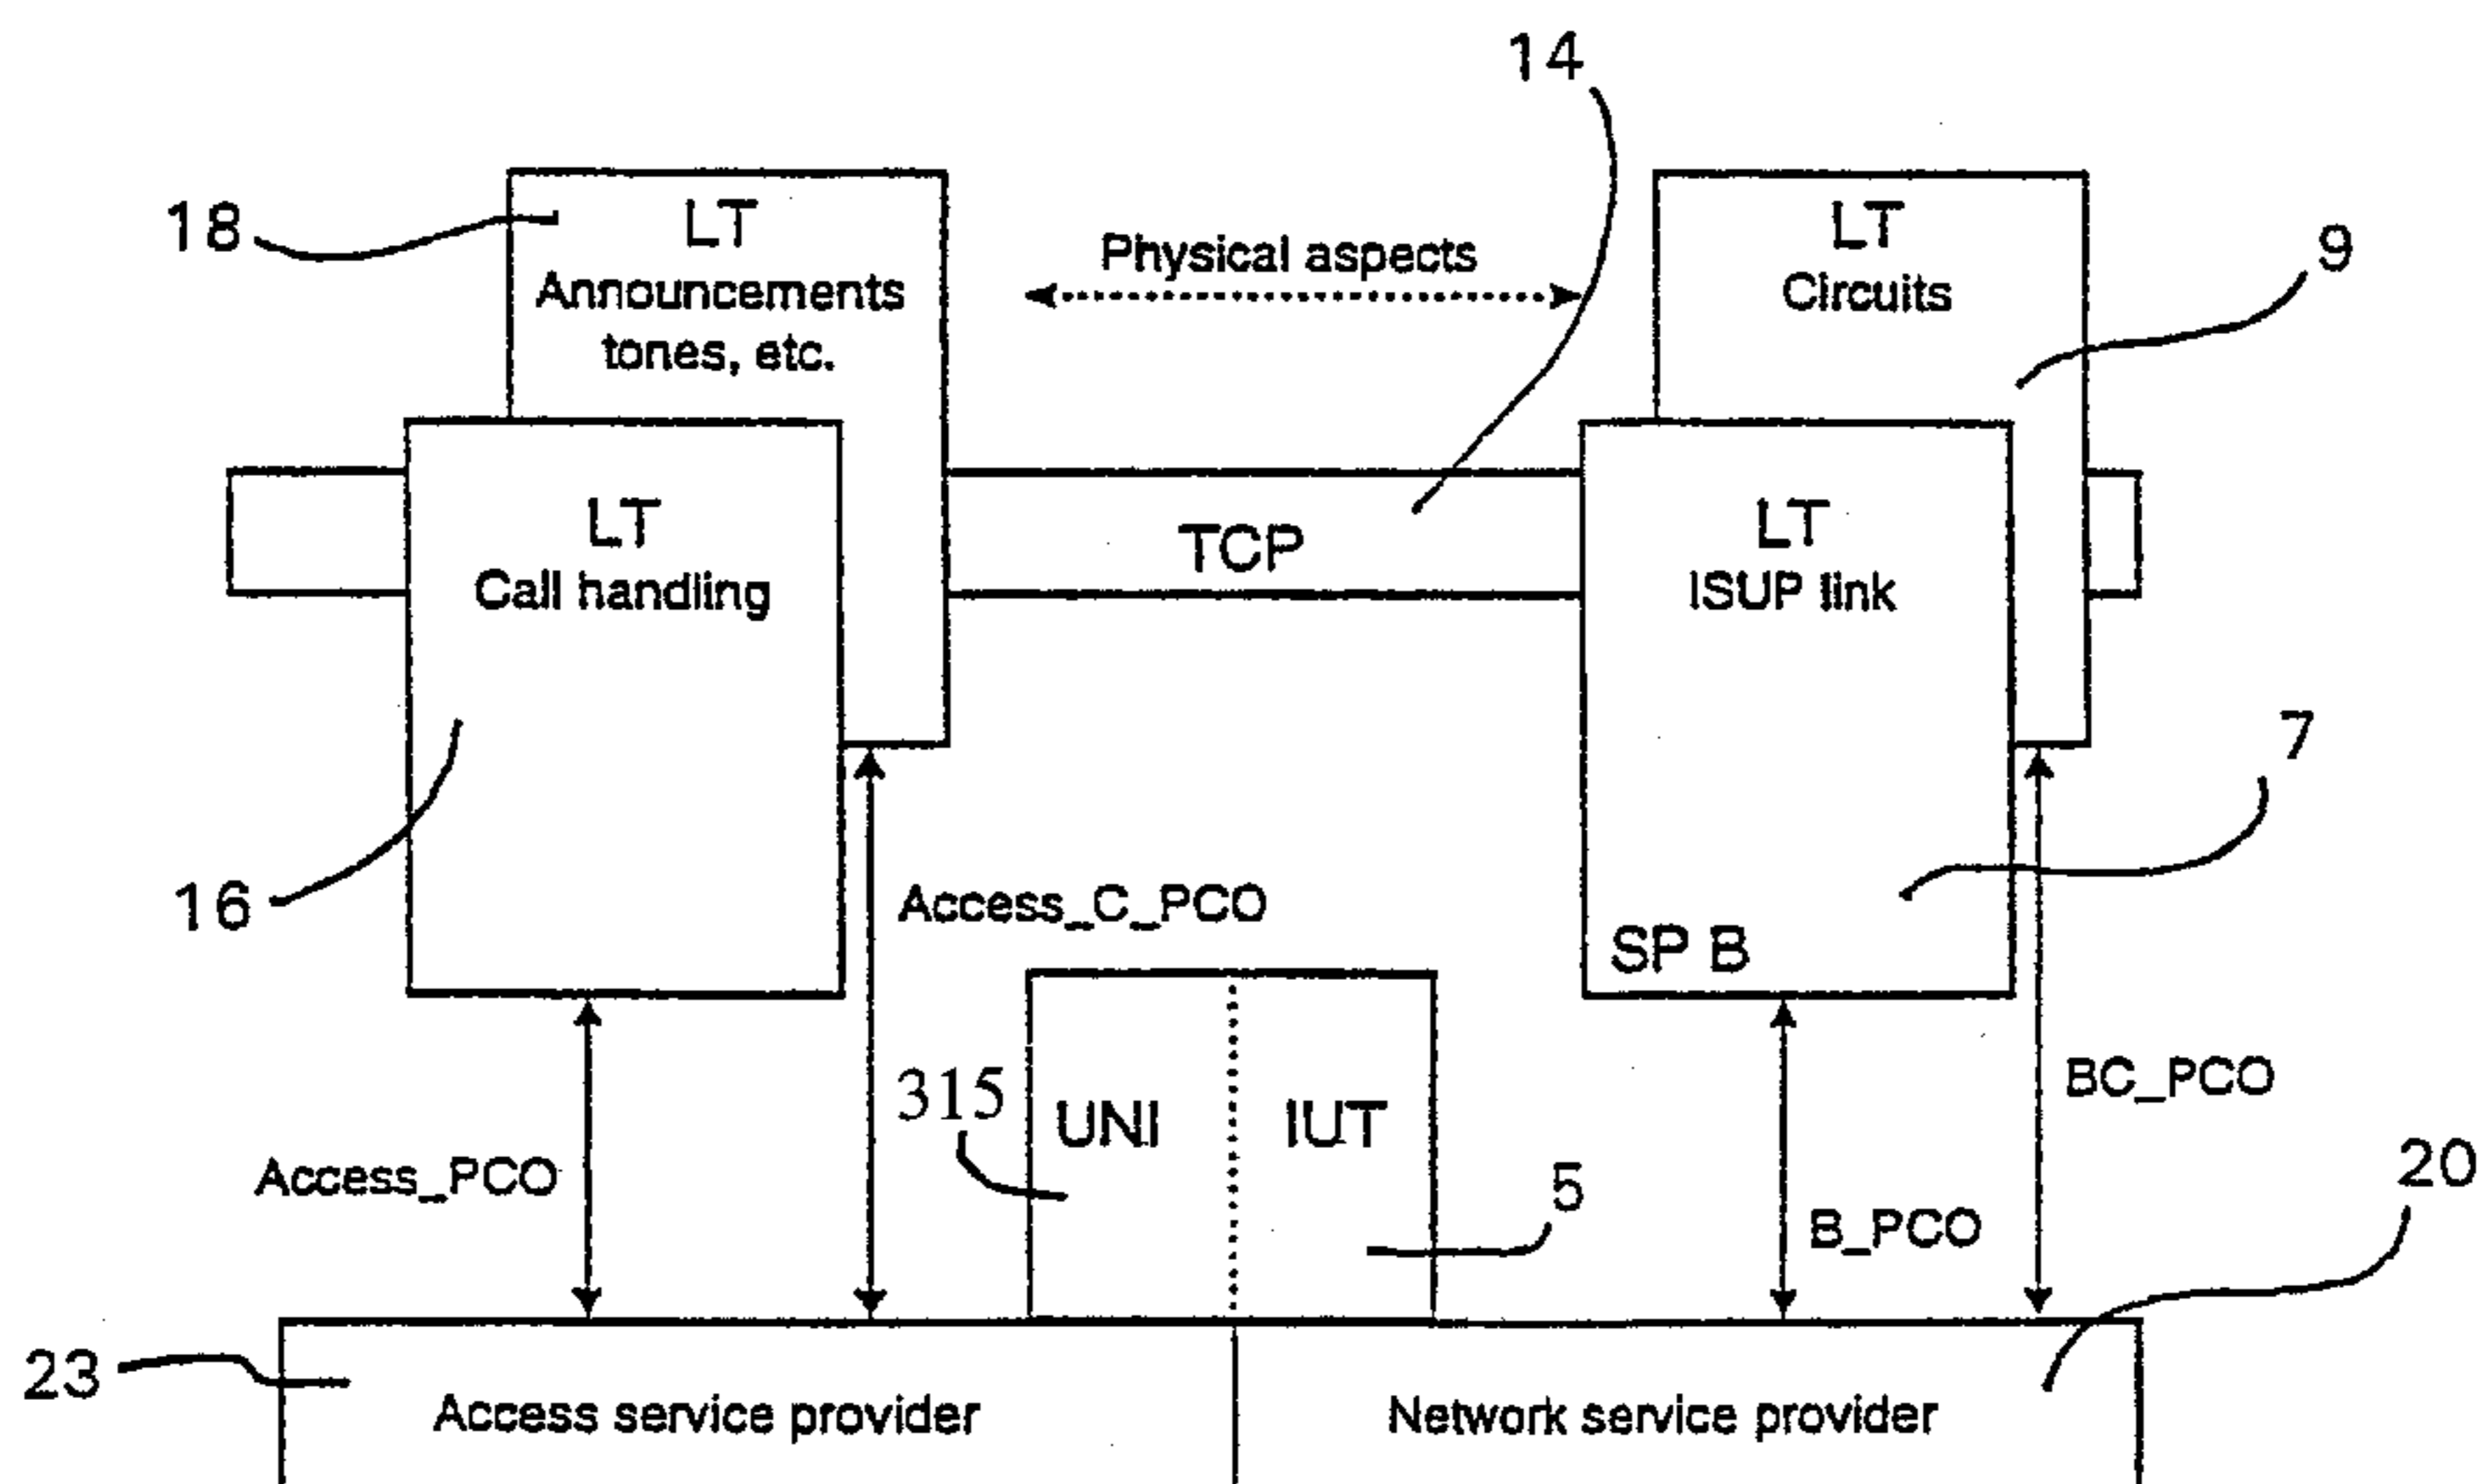 14
18
LT
Announcements
tones, etc.
Physical aspects
LT
Circuits
9
LT
Call handling
TCP
LT
ISUP link
7
16
Access_C_PCO
SP B
315
UNI
IUT
BC_PCO
Access_PCO
5
B_PCO
20
23
Access service provider
Network service provider